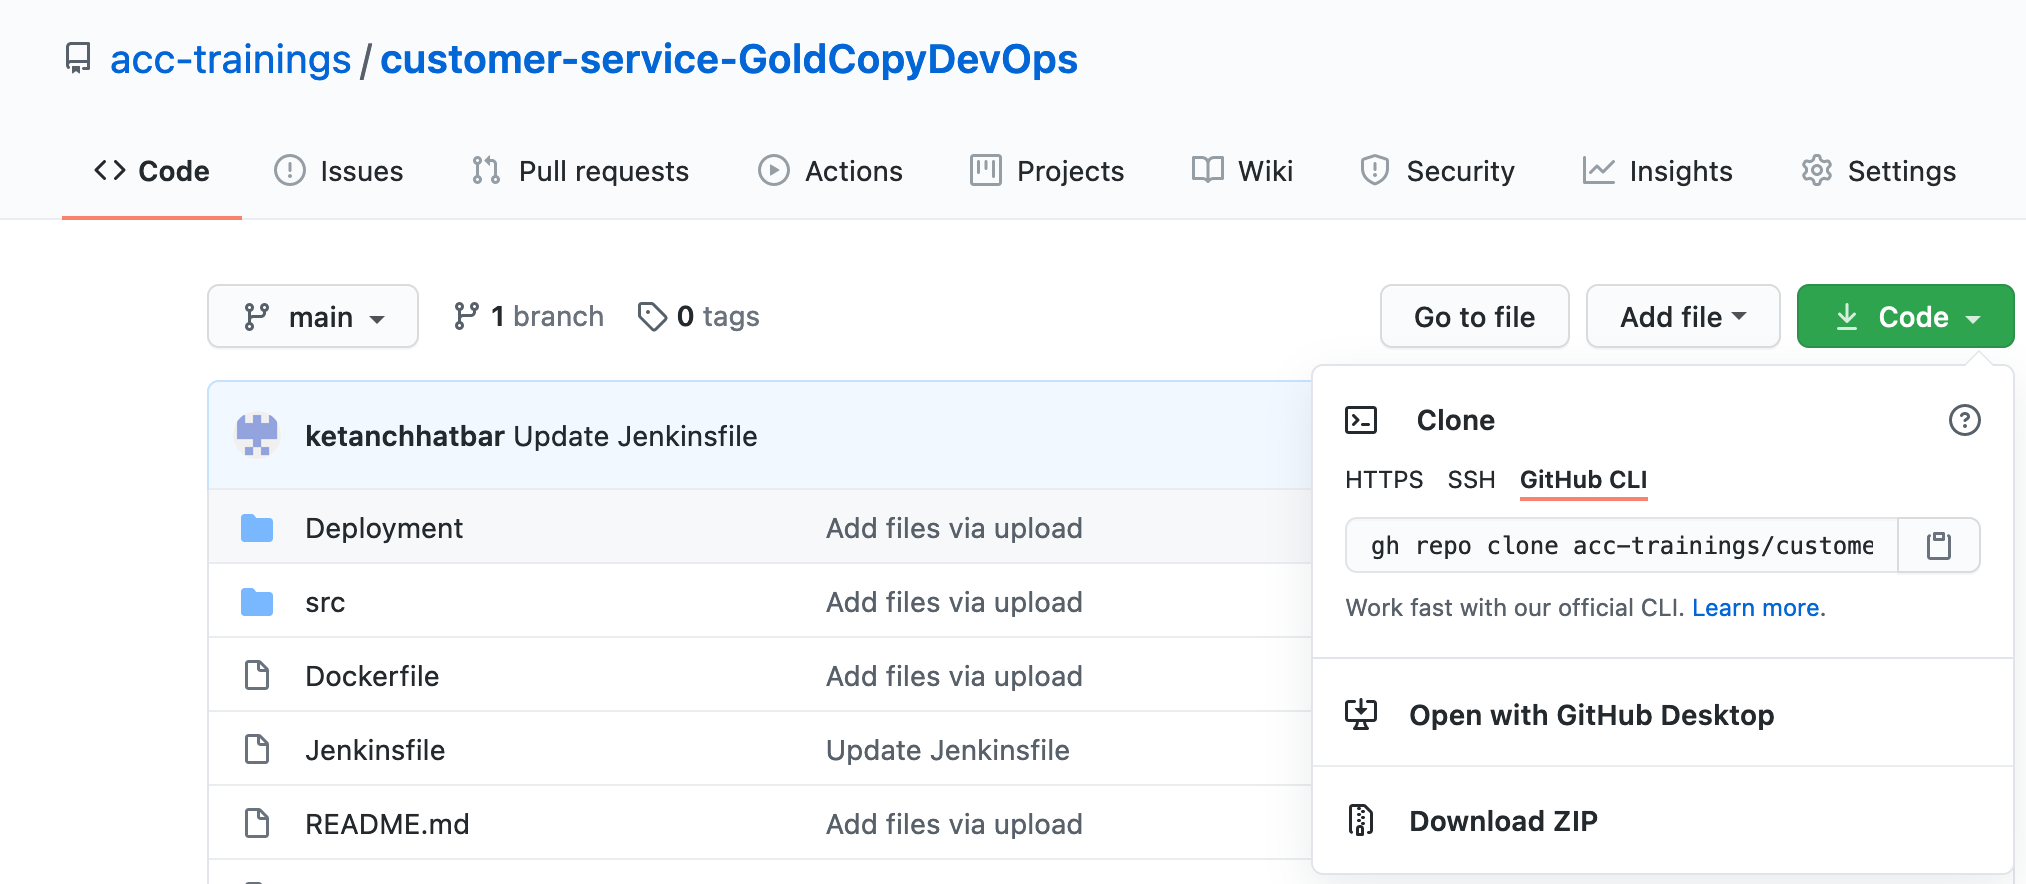 acc-trainings / customer-service-GoldCopyDevOps
Code Issues Pull requests Actions Projects Wiki Security Insights Settings
main 1 branch 0 tags Go to file Add file Code
ketanchhatbar Update Jenkinsfile
Deployment Add files via upload
src Add files via upload
Dockerfile Add files via upload
Jenkinsfile Update Jenkinsfile
README.md Add files via upload
Clone
HTTPS SSH GitHub CLI
gh repo clone acc-trainings/custome
Work fast with our official CLI. Learn more.
Open with GitHub Desktop
Download ZIP